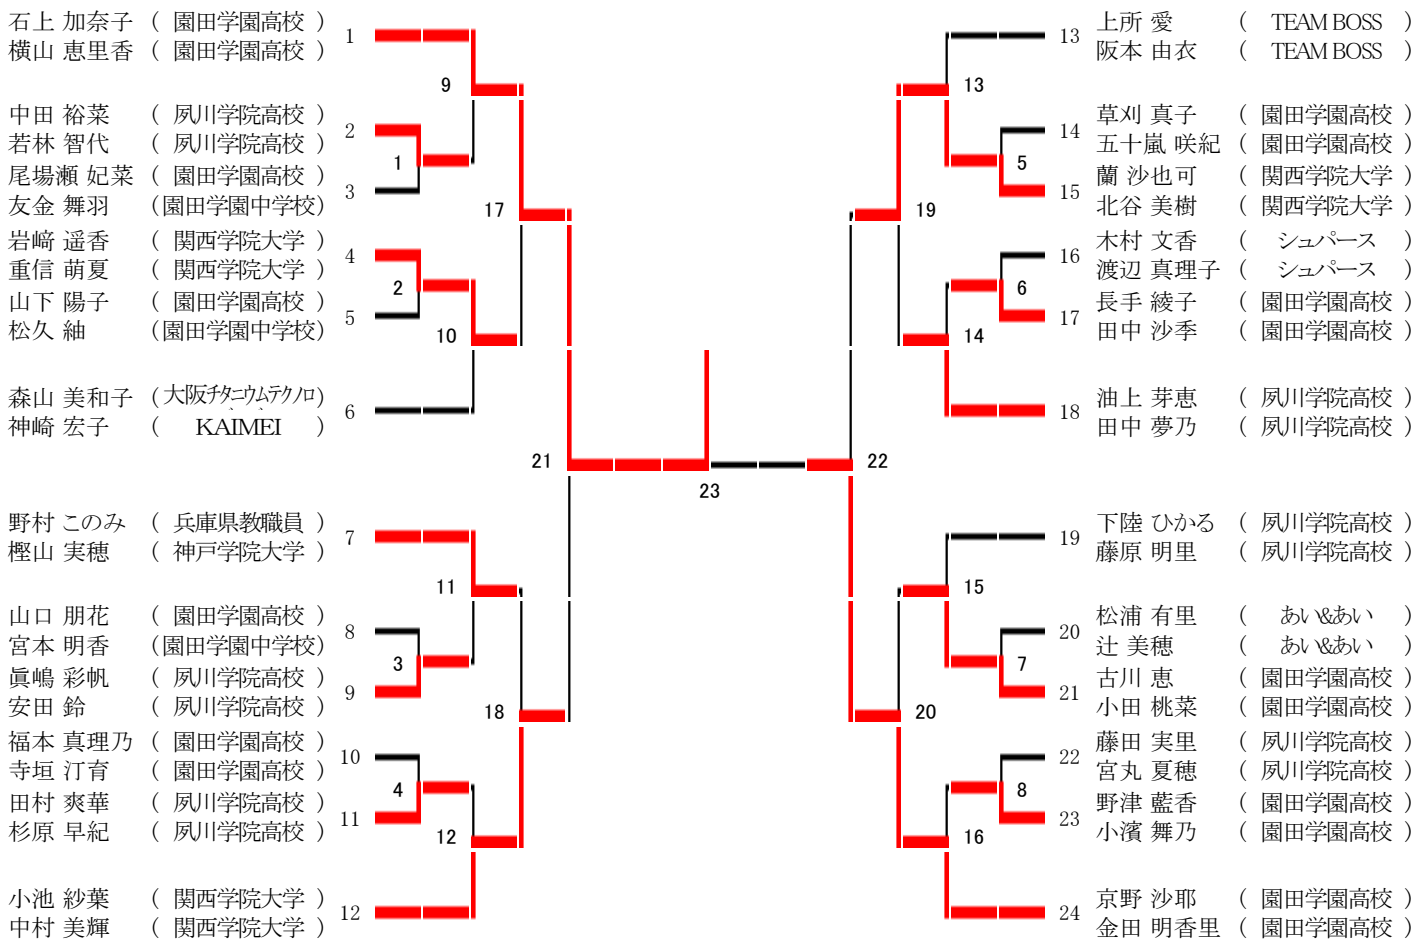 石上 加奈子 ( 園田学園高校 ) 1
横山 恵里香 ( 園田学園高校 )
9
中田 裕菜 ( 夙川学院高校 ) 2
若林 智代 ( 夙川学院高校 )
1
尾場瀬 妃菜 ( 園田学園高校 ) 3
友金 舞羽 (園田学園中学校)
17
岩﨑 遥香 ( 関西学院大学 ) 4
重信 萌夏 ( 関西学院大学 )
2
山下 陽子 ( 園田学園高校 ) 5
松久 紬 (園田学園中学校)
10
森山 美和子 (大阪チタニウムテクノロ) 6
神崎 宏子 ( KAIMEI )
21
23
野村 このみ ( 兵庫県教職員 ) 7
樫山 実穂 ( 神戸学院大学 )
11
山口 朋花 ( 園田学園高校 ) 8
宮本 明香 (園田学園中学校)
3
眞嶋 彩帆 ( 夙川学院高校 ) 9
安田 鈴 ( 夙川学院高校 )
18
福本 真理乃 ( 園田学園高校 ) 10
寺垣 汀育 ( 園田学園高校 )
4
田村 爽華 ( 夙川学院高校 ) 11
杉原 早紀 ( 夙川学院高校 )
12
小池 紗葉 ( 関西学院大学 ) 12
中村 美輝 ( 関西学院大学 )
13 上所 愛 ( TEAM BOSS )
阪本 由衣 ( TEAM BOSS )
13
14 草刈 真子 ( 園田学園高校 )
五十嵐 咲紀 ( 園田学園高校 )
5
15 蘭 沙也可 ( 関西学院大学 )
北谷 美樹 ( 関西学院大学 )
19
16 木村 文香 ( シュパース )
渡辺 真理子 ( シュパース )
6
17 長手 綾子 ( 園田学園高校 )
田中 沙季 ( 園田学園高校 )
14
18 油上 芽恵 ( 夙川学院高校 )
田中 夢乃 ( 夙川学院高校 )
22
19 下陸 ひかる ( 夙川学院高校 )
藤原 明里 ( 夙川学院高校 )
15
20 松浦 有里 ( あい&あい )
辻 美穂 ( あい&あい )
7
21 古川 恵 ( 園田学園高校 )
小田 桃菜 ( 園田学園高校 )
20
22 藤田 実里 ( 夙川学院高校 )
宮丸 夏穂 ( 夙川学院高校 )
8
23 野津 藍香 ( 園田学園高校 )
小濱 舞乃 ( 園田学園高校 )
16
24 京野 沙耶 ( 園田学園高校 )
金田 明香里 ( 園田学園高校 )